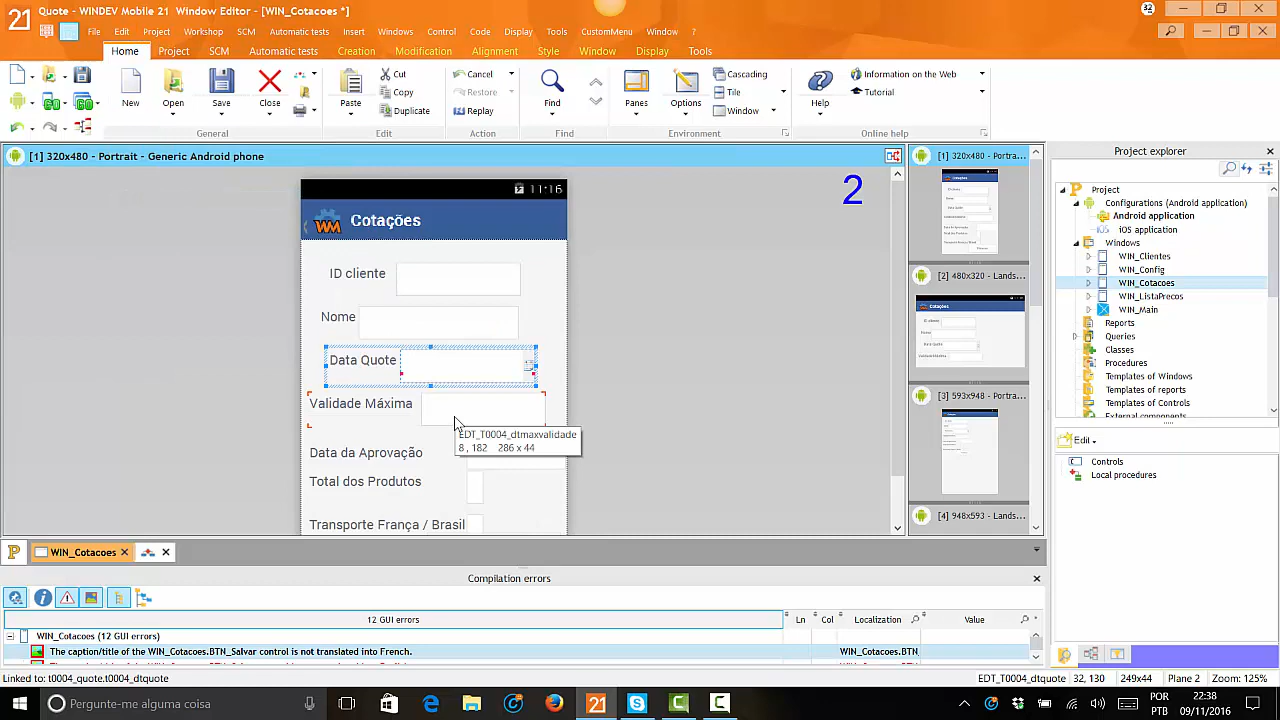 21 Quote - WINDEV Mobile 21 Window Editor - [WIN_Cotacoes *] 32
File Edit Project Workshop SCM Automatic tests Insert Windows Control Code Display Tools CustomMenu Window ?
Home Project SCM Automatic tests Creation Modification Alignment Style Window Display Tools
New Open Save Close Paste Cut Copy Duplicate Cancel Restore Replay Find Panes Options Cascading Tile Window Help Information on the Web Tutorial
General Edit Action Find Environment Online help
[1] 320x480 - Portrait - Generic Android phone
2
11:16
WM Cotações
ID cliente
Nome
Data Quote
Validade Máxima
EDT_T0004_dtmaxvalidade
8 , 182 286 x 44
Data da Aprovação
Total dos Produtos
Transporte França / Brasil
[1] 320x480 - Portra...
[2] 480x320 - Lands...
[3] 593x948 - Portra...
[4] 948x593 - Lands...
Project explorer
Project
Configurations (Android application)
Android application
iOS application
Windows
WIN_Clientes
WIN_Config
WIN_Cotacoes
WIN_ListaPrecos
WIN_Main
Reports
Queries
Classes
Procedures
Templates of Windows
Templates of reports
Templates of Controls
External components
Edit
Controls
Local procedures
WIN_Cotacoes
Compilation errors
12 GUI errors Ln Col Localization Value
WIN_Cotacoes (12 GUI errors)
The caption/title of the WIN_Cotacoes.BTN_Salvar control is not translated into French. WIN_Cotacoes.BTN_
Linked to: t0004_quote.t0004_dtquote EDT_T0004_dtquote 32, 130 249x44 Plane 2 Zoom: 125%
Pergunte-me alguma coisa
21
POR
PTB
22:38
09/11/2016